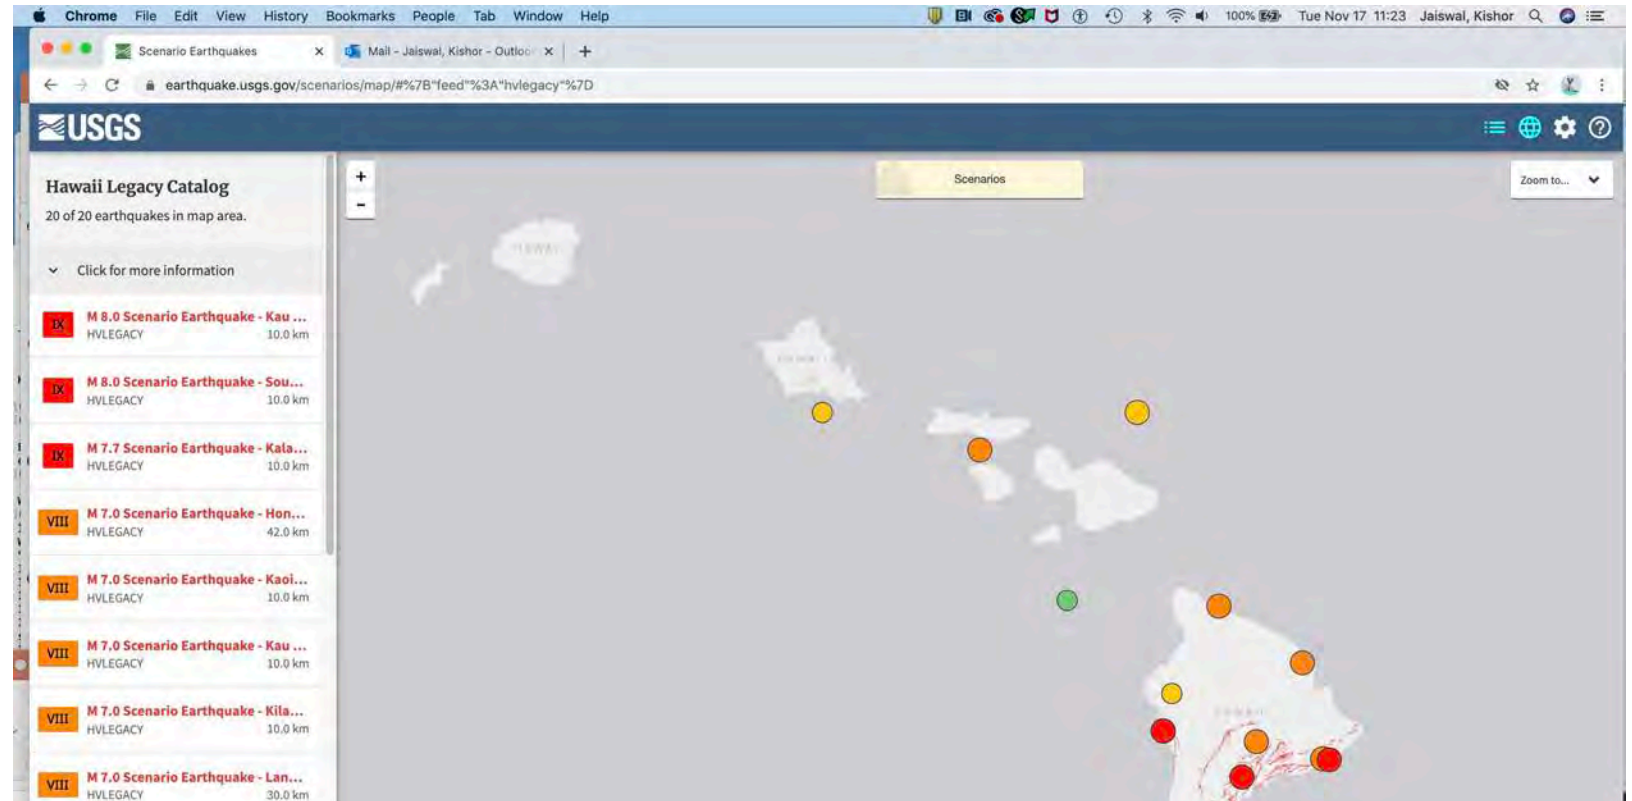 Chrome File Edit View History Bookmarks People Tab Window Help
100% Tue Nov 17 11:23 Jaiswal, Kishor
Scenario Earthquakes × Mail - Jaiswal, Kishor - Outloo × +
earthquake.usgs.gov/scenarios/map/#%7B"feed"%3A"hvlegacy"%7D
USGS
Hawaii Legacy Catalog
20 of 20 earthquakes in map area.
Click for more information
IX M 8.0 Scenario Earthquake - Kau ...
HVLEGACY 10.0 km
IX M 8.0 Scenario Earthquake - Sou...
HVLEGACY 10.0 km
IX M 7.7 Scenario Earthquake - Kala...
HVLEGACY 10.0 km
VIII M 7.0 Scenario Earthquake - Hon...
HVLEGACY 42.0 km
VIII M 7.0 Scenario Earthquake - Kaoi...
HVLEGACY 10.0 km
VIII M 7.0 Scenario Earthquake - Kau ...
HVLEGACY 10.0 km
VIII M 7.0 Scenario Earthquake - Kila...
HVLEGACY 10.0 km
VIII M 7.0 Scenario Earthquake - Lan...
HVLEGACY 30.0 km
+
-
Scenarios
Zoom to...